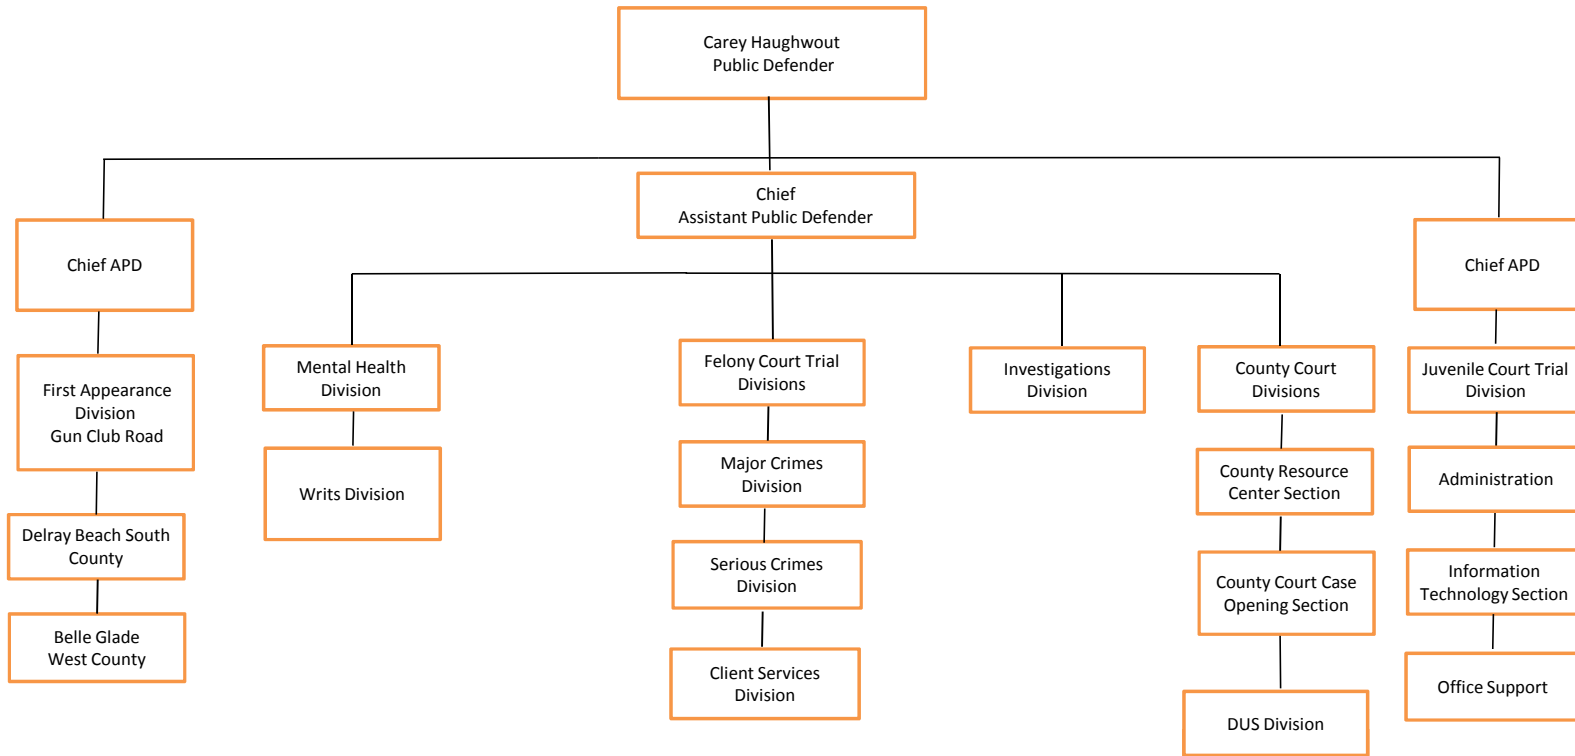 Carey Haughwout
Public Defender
Chief
Assistant Public Defender
Chief APD
Chief APD
First Appearance
Division
Gun Club Road
Delray Beach South
County
Belle Glade
West County
Mental Health
Division
Writs Division
Felony Court Trial
Divisions
Major Crimes
Division
Serious Crimes
Division
Client Services
Division
Investigations
Division
County Court
Divisions
County Resource
Center Section
County Court Case
Opening Section
DUS Division
Juvenile Court Trial
Division
Administration
Information
Technology Section
Office Support